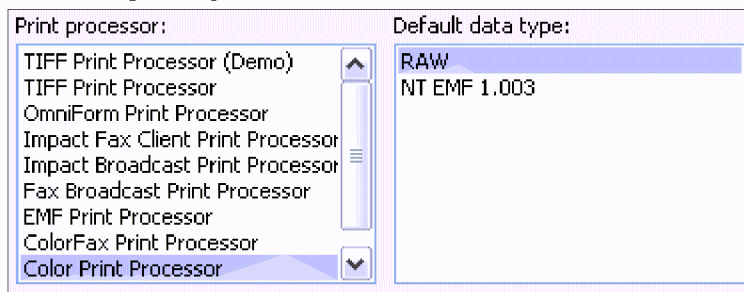 Print processor:
TIFF Print Processor (Demo)
TIFF Print Processor
OmniForm Print Processor
Impact Fax Client Print Processor
Impact Broadcast Print Processor
Fax Broadcast Print Processor
EMF Print Processor
ColorFax Print Processor
Color Print Processor
Default data type:
RAW
NT EMF 1.003